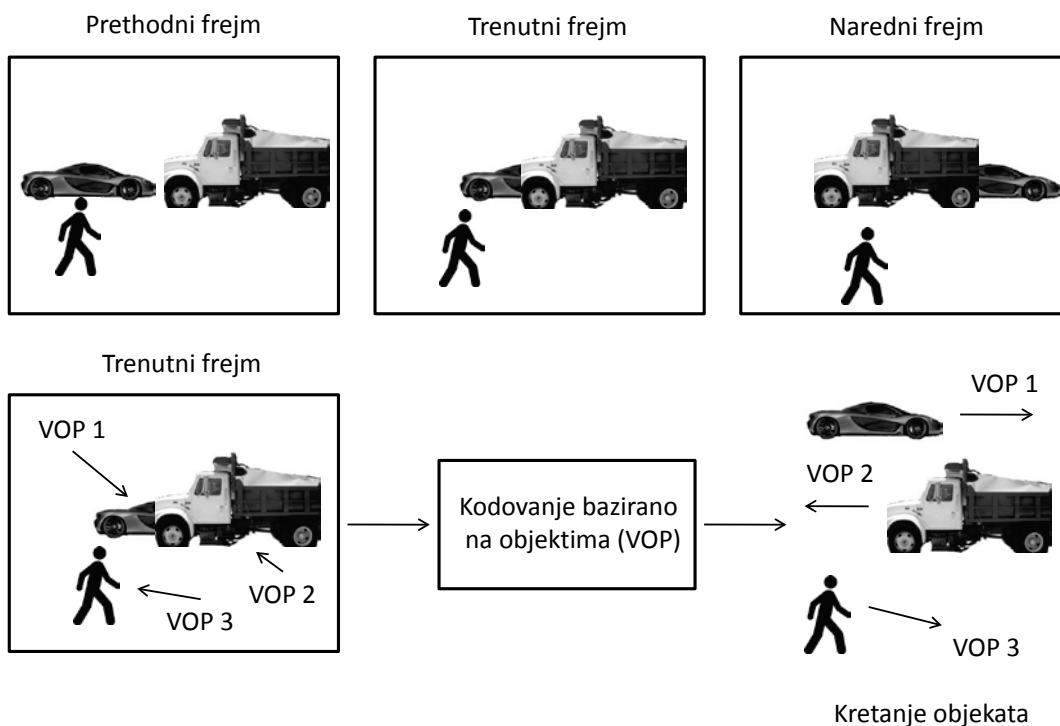 Prethodni frejm
Trenutni frejm
Naredni frejm
Trenutni frejm
VOP 1
VOP 2
VOP 3
Kodovanje bazirano
na objektima (VOP)
VOP 1
VOP 2
VOP 3
Kretanje objekata